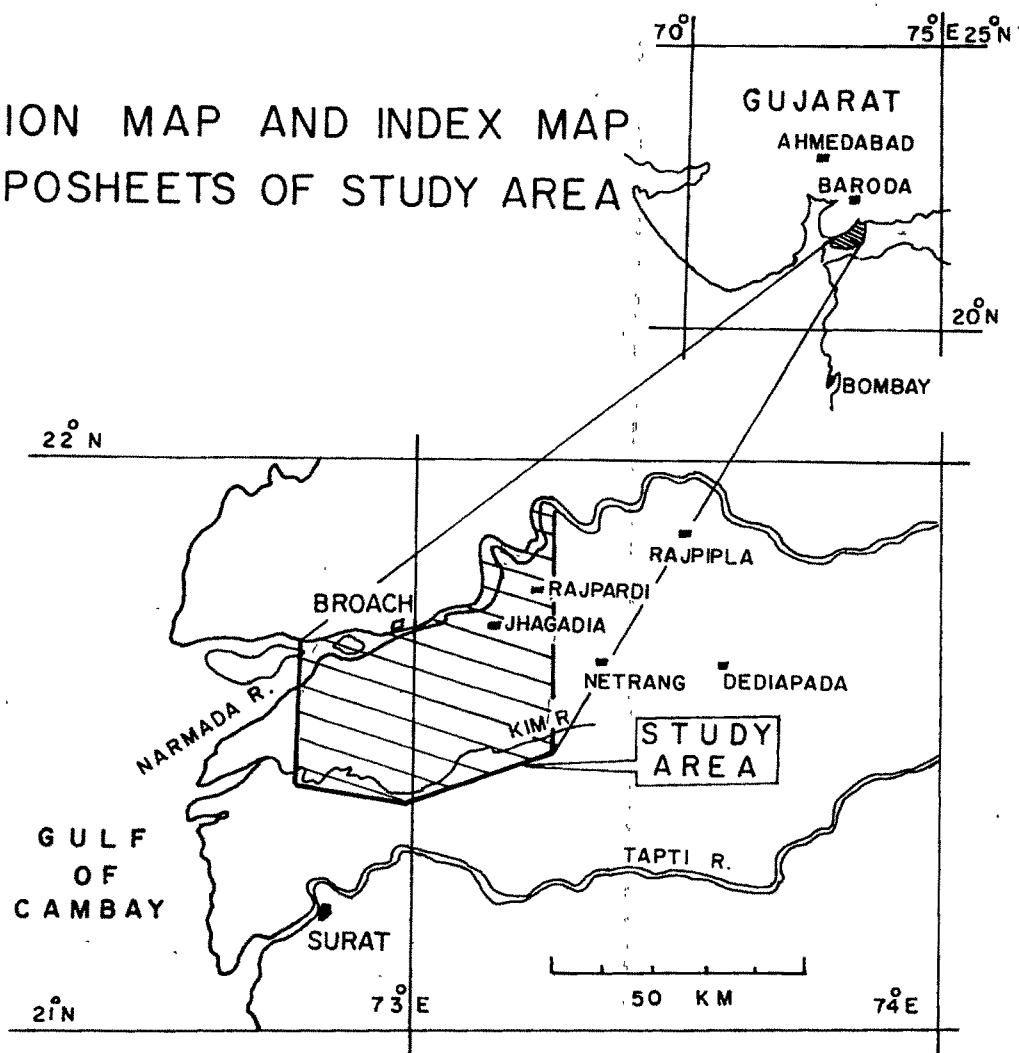 ION MAP AND INDEX MAP
POSHEETS OF STUDY AREA
70°
75°E 25°N
GUJARAT
AHMEDABAD
BARODA
20°N
BOMBAY
22°N
RAJPIPLA
RAJPARDI
BROACH
JHAGADIA
NETRANG
DEDIAPADA
NARMADA R.
KIM R
STUDY
AREA
GULF
OF
CAMBAY
TAPTI R.
SURAT
50 KM
21°N
73°E
74°E